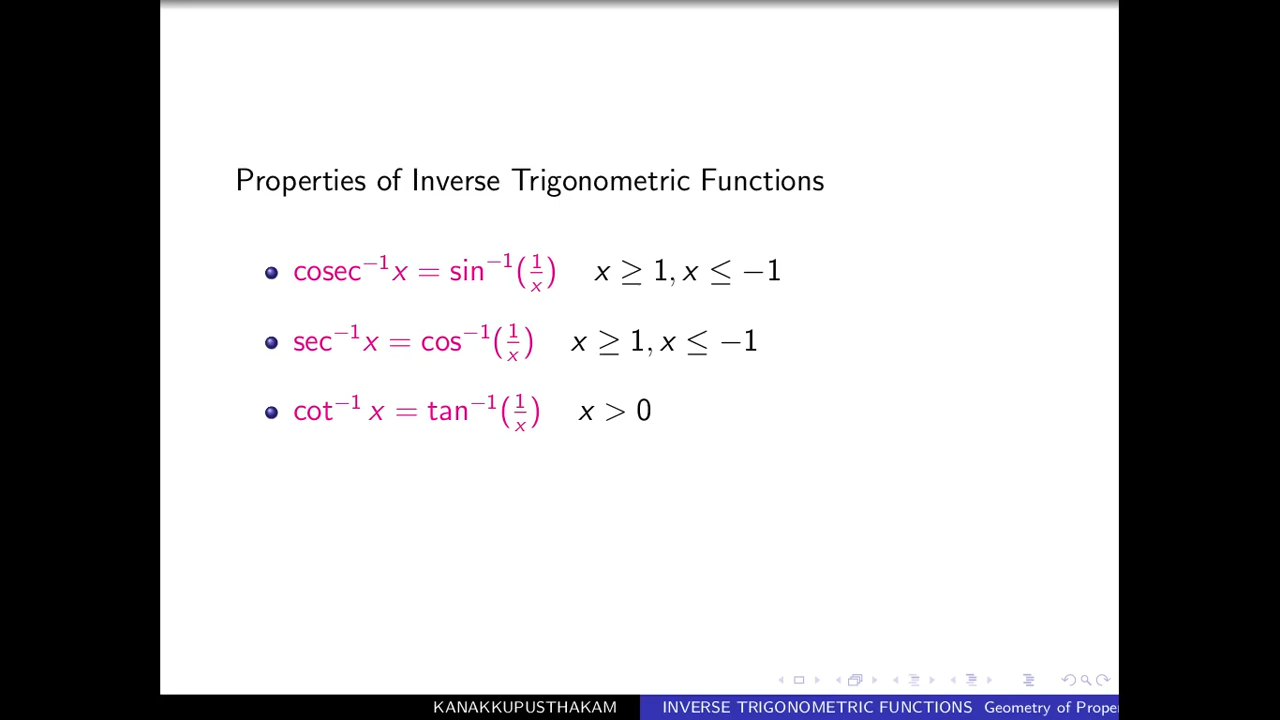 Properties of Inverse Trigonometric Functions
cosec⁻¹x = sin⁻¹(1/x) x ≥ 1, x ≤ −1
sec⁻¹x = cos⁻¹(1/x) x ≥ 1, x ≤ −1
cot⁻¹ x = tan⁻¹(1/x) x > 0
KANAKKUPUSTHAKAM INVERSE TRIGONOMETRIC FUNCTIONS Geometry of Proper